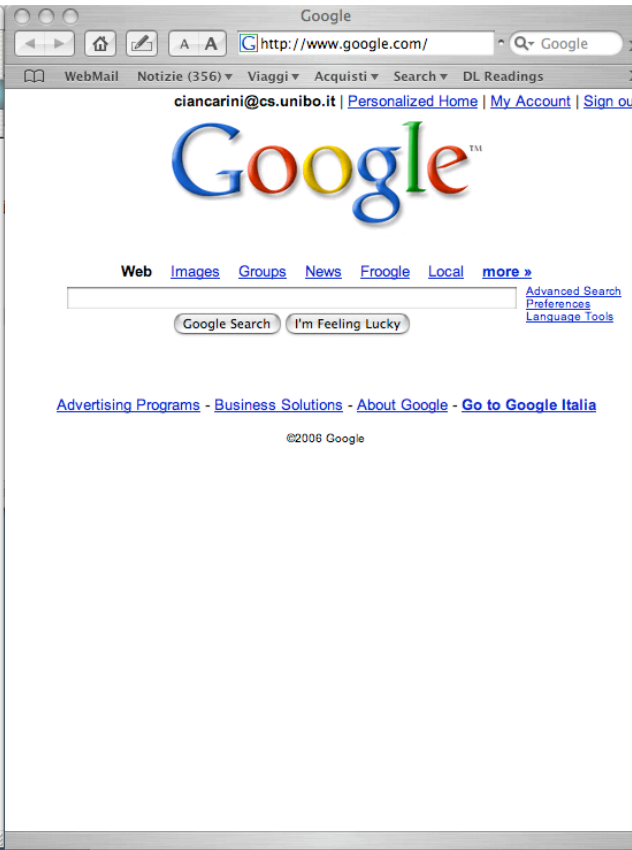 Google
A A http://www.google.com/ Google
WebMail Notizie (356) Viaggi Acquisti Search DL Readings
ciancarini@cs.unibo.it | Personalized Home | My Account | Sign ou
Google™
Web Images Groups News Froogle Local more »
Advanced Search
Preferences
Language Tools
Google Search I'm Feeling Lucky
Advertising Programs - Business Solutions - About Google - Go to Google Italia
©2006 Google